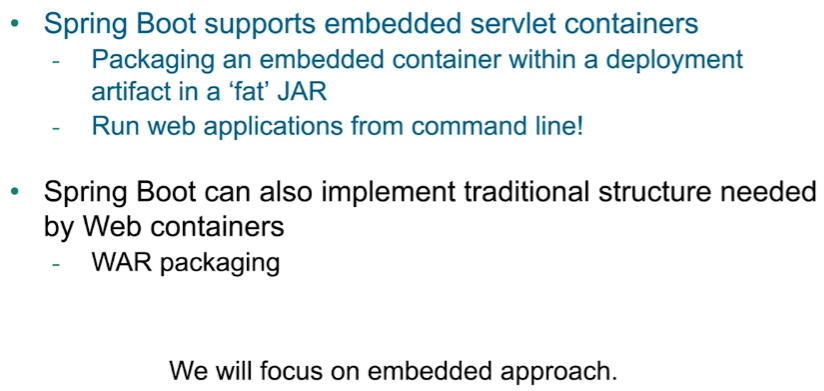 • Spring Boot supports embedded servlet containers
- Packaging an embedded container within a deployment
artifact in a ‘fat’ JAR
- Run web applications from command line!
• Spring Boot can also implement traditional structure needed
by Web containers
- WAR packaging
We will focus on embedded approach.